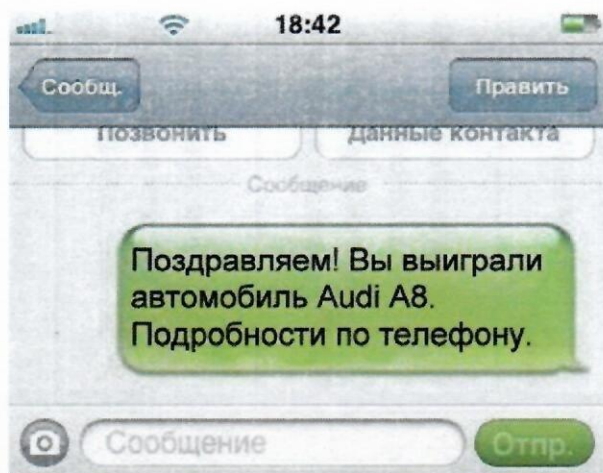 18:42
Сообщ.
Править
Позвонить
Данные контакта
Сообщение
Поздравляем! Вы выиграли
автомобиль Audi A8.
Подробности по телефону.
Сообщение
Отпр.